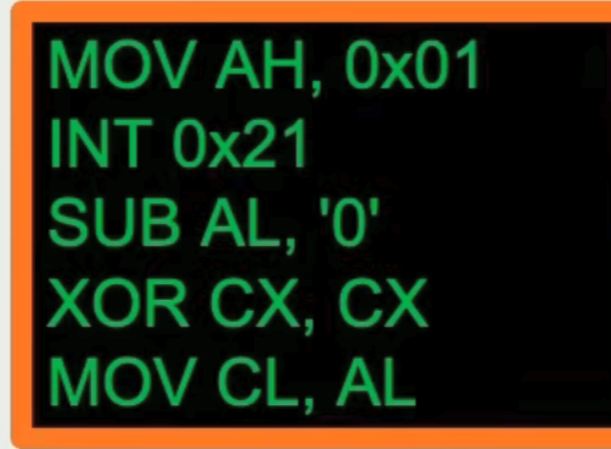 MOV AH, 0x01
INT 0x21
SUB AL, '0'
XOR CX, CX
MOV CL, AL